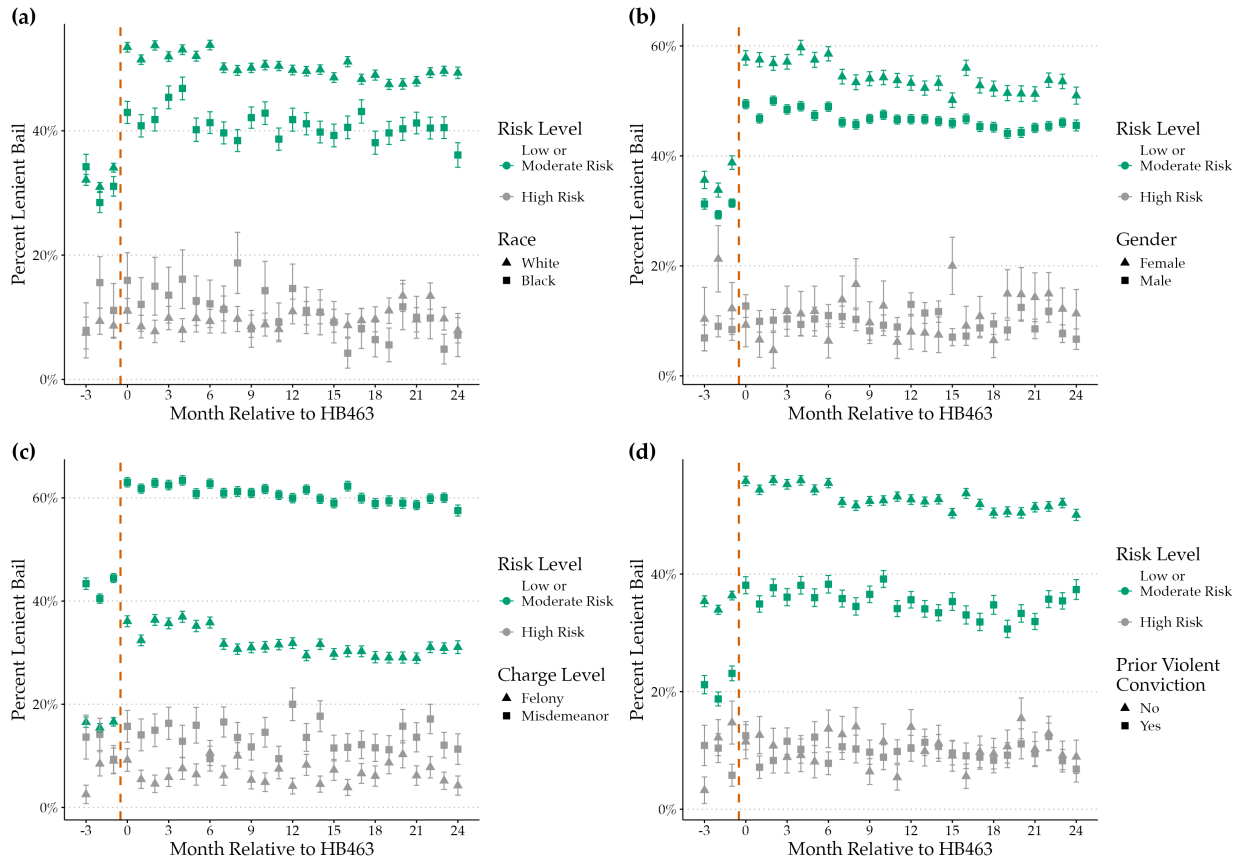 (a)
Percent Lenient Bail
40%
20%
0%
-3 0 3 6 9 12 15 18 21 24
Month Relative to HB463
Risk Level
Low or
Moderate Risk
High Risk
Race
White
Black
(b)
Percent Lenient Bail
60%
40%
20%
0%
-3 0 3 6 9 12 15 18 21 24
Month Relative to HB463
Risk Level
Low or
Moderate Risk
High Risk
Gender
Female
Male
(c)
Percent Lenient Bail
60%
40%
20%
0%
-3 0 3 6 9 12 15 18 21 24
Month Relative to HB463
Risk Level
Low or
Moderate Risk
High Risk
Charge Level
Felony
Misdemeanor
(d)
Percent Lenient Bail
40%
20%
0%
-3 0 3 6 9 12 15 18 21 24
Month Relative to HB463
Risk Level
Low or
Moderate Risk
High Risk
Prior Violent
Conviction
No
Yes